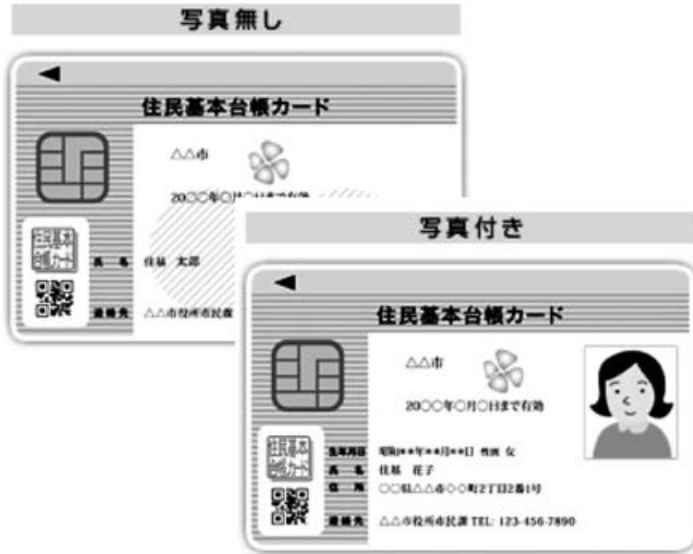 写真無し
住民基本台帳カード
△△市
20○○年○月○日まで有効
住民基本
台帳カード
氏 名 住基 太郎
連絡先 △△市役所市民課
写真付き
住民基本台帳カード
△△市
20○○年○月○日まで有効
住民基本
台帳カード
生年月日 昭和**年**月**日 性別 女
氏 名 住基 花子
住 所 ○○県△△市◇◇町2丁目2番1号
連絡先 △△市役所市民課 TEL: 123-456-7890